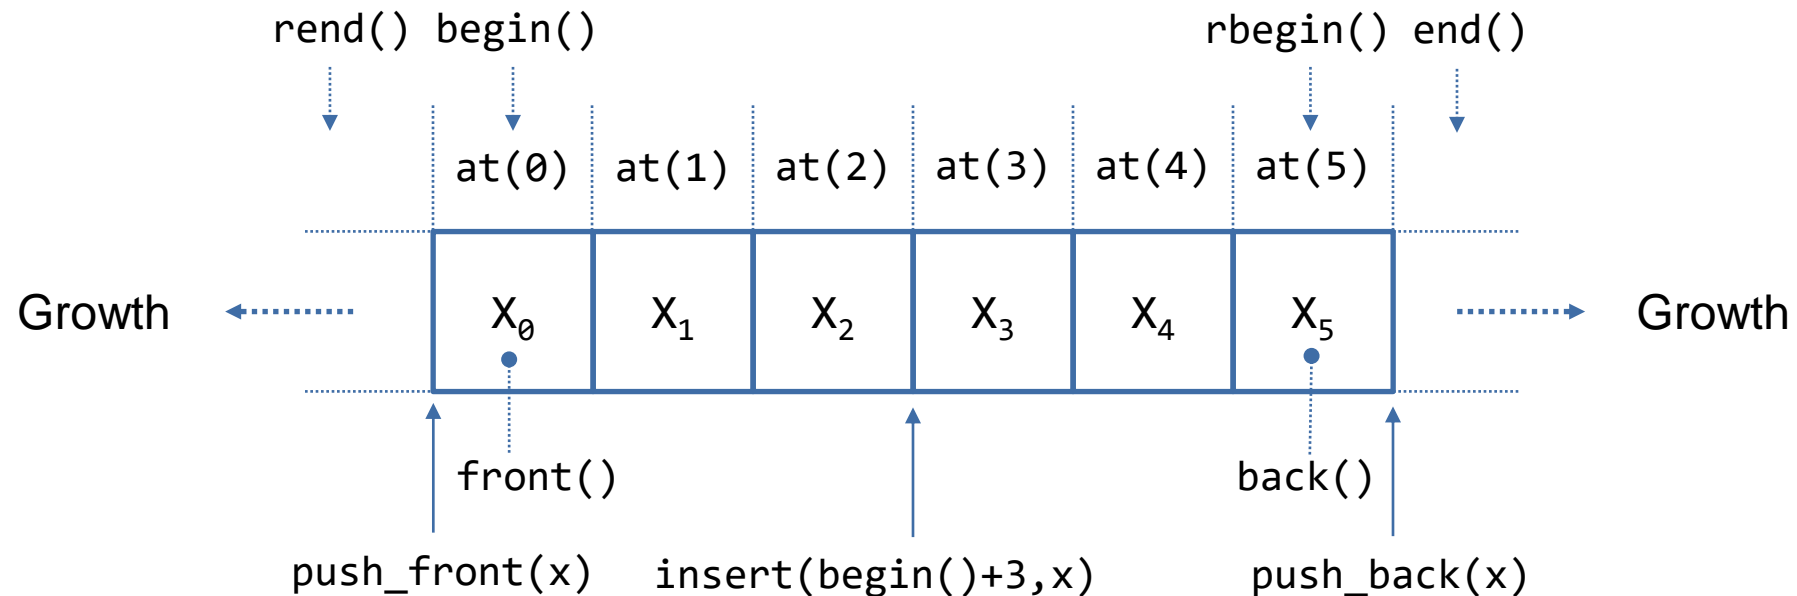 rend() begin() rbegin() end()
at(0) at(1) at(2) at(3) at(4) at(5)
Growth X₀ X₁ X₂ X₃ X₄ X₅ Growth
front() back()
push_front(x) insert(begin()+3,x) push_back(x)